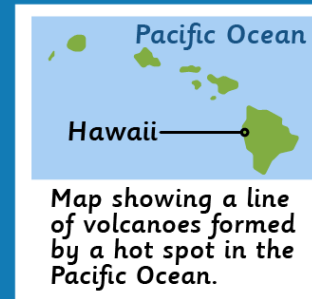 Pacific Ocean
Hawaii
Map showing a line
of volcanoes formed
by a hot spot in the
Pacific Ocean.